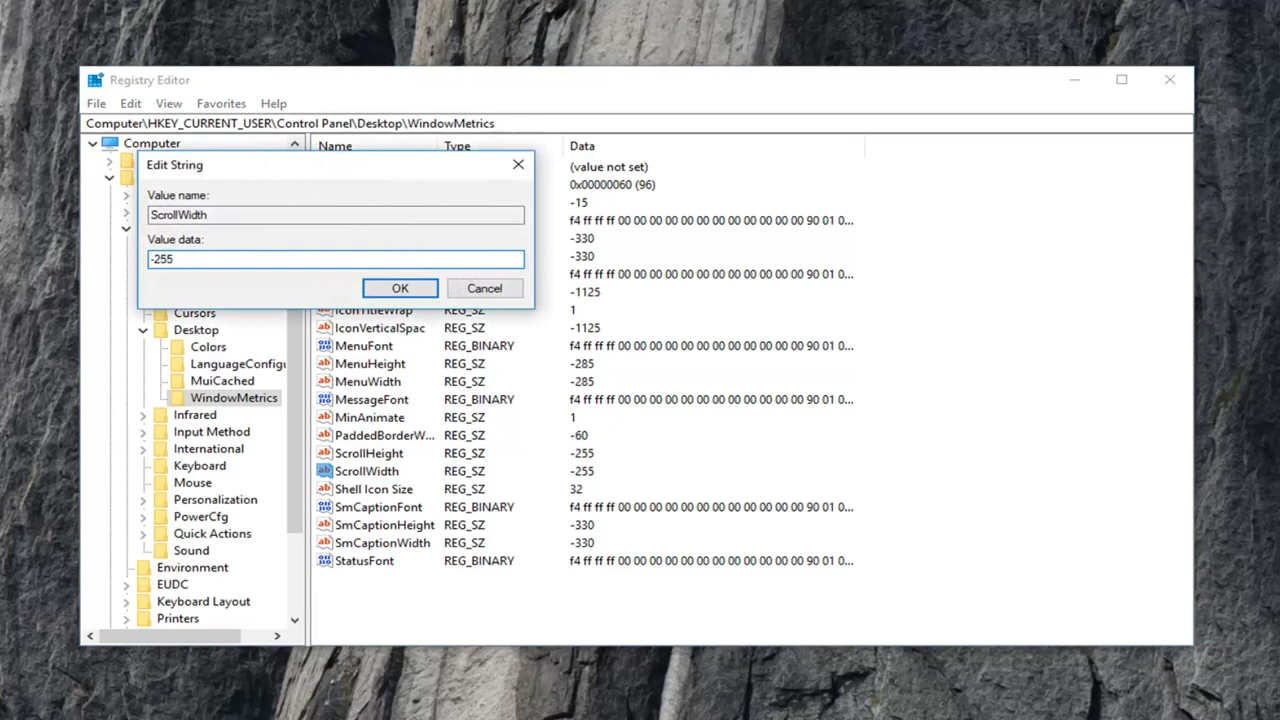 Registry Editor
File Edit View Favorites Help
Computer\HKEY_CURRENT_USER\Control Panel\Desktop\WindowMetrics
Computer
Name Type Data
Edit String
Value name:
ScrollWidth
Value data:
-255
OK Cancel
(value not set)
0x00000060 (96)
-15
f4 ff ff ff 00 00 00 00 00 00 00 00 00 00 00 00 90 01 0...
-330
-330
f4 ff ff ff 00 00 00 00 00 00 00 00 00 00 00 00 90 01 0...
-1125
IconTitleWrap REG_SZ 1
IconVerticalSpac REG_SZ -1125
MenuFont REG_BINARY f4 ff ff ff 00 00 00 00 00 00 00 00 00 00 00 00 90 01 0...
MenuHeight REG_SZ -285
MenuWidth REG_SZ -285
MessageFont REG_BINARY f4 ff ff ff 00 00 00 00 00 00 00 00 00 00 00 00 90 01 0...
MinAnimate REG_SZ 1
PaddedBorderW... REG_SZ -60
ScrollHeight REG_SZ -255
ScrollWidth REG_SZ -255
Shell Icon Size REG_SZ 32
SmCaptionFont REG_BINARY f4 ff ff ff 00 00 00 00 00 00 00 00 00 00 00 00 90 01 0...
SmCaptionHeight REG_SZ -330
SmCaptionWidth REG_SZ -330
StatusFont REG_BINARY f4 ff ff ff 00 00 00 00 00 00 00 00 00 00 00 00 90 01 0...
Cursors
Desktop
Colors
LanguageConfigu
MuiCached
WindowMetrics
Infrared
Input Method
International
Keyboard
Mouse
Personalization
PowerCfg
Quick Actions
Sound
Environment
EUDC
Keyboard Layout
Printers